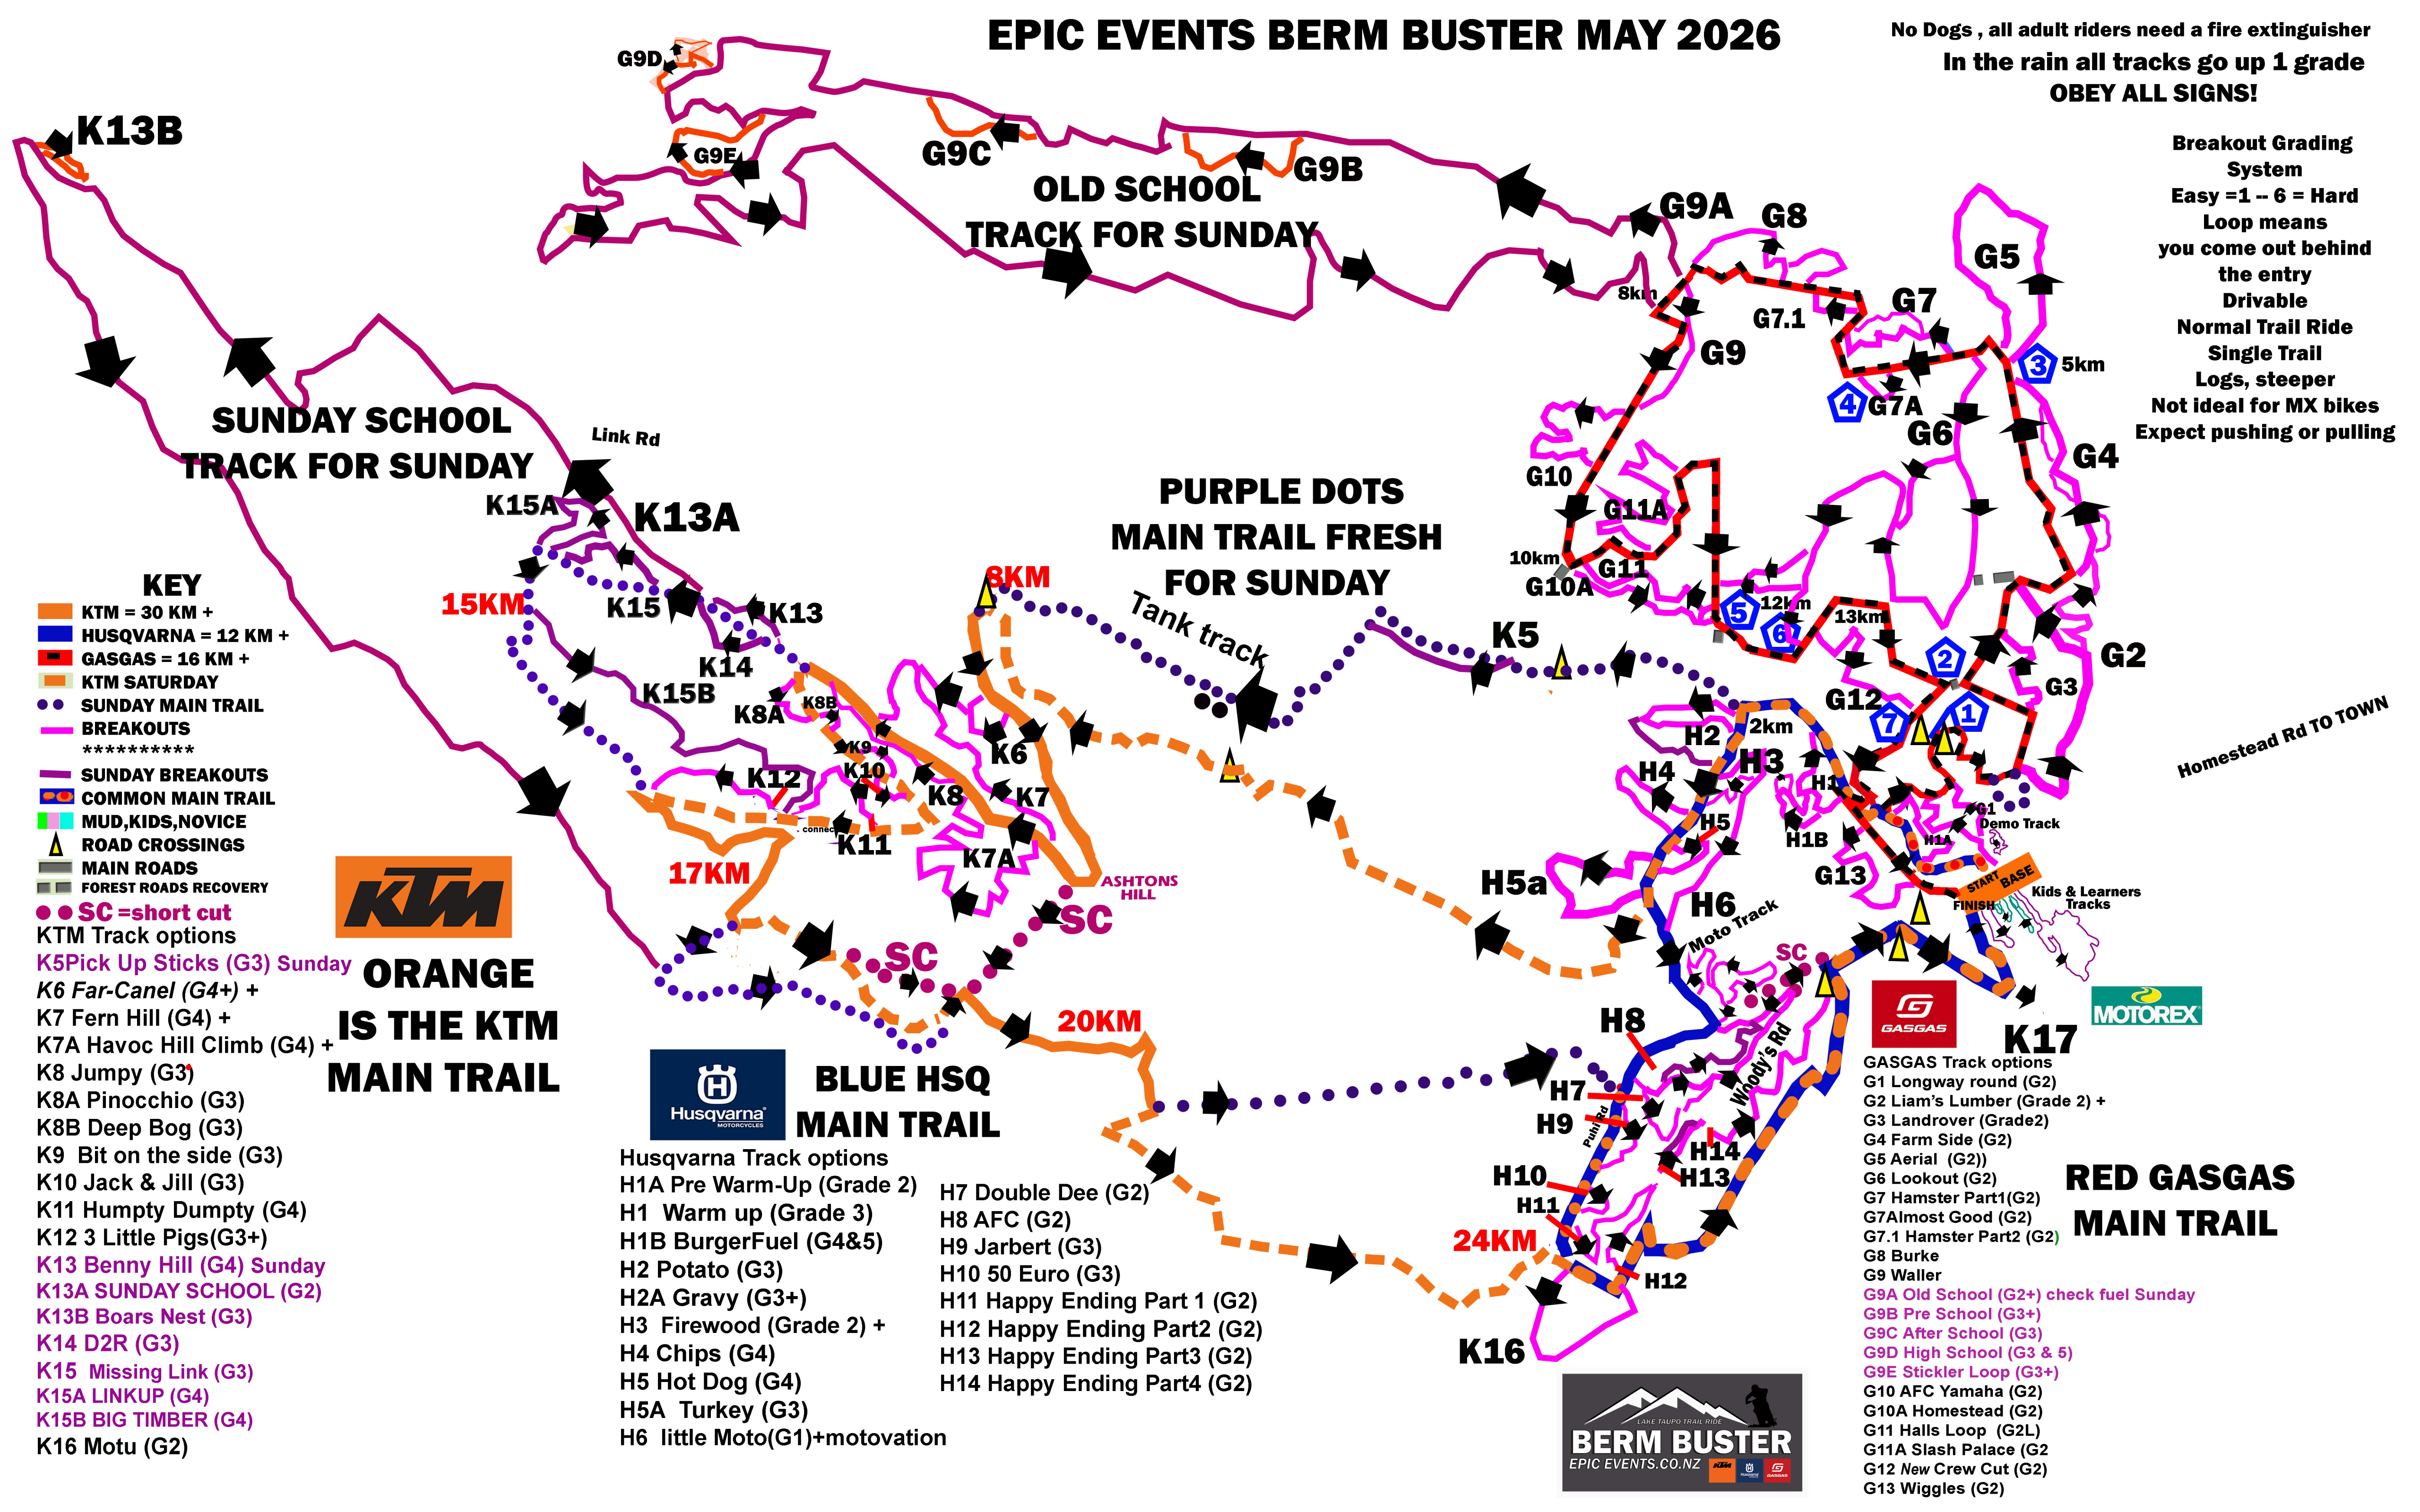 EPIC EVENTS BERM BUSTER MAY 2026
No Dogs , all adult riders need a fire extinguisher
In the rain all tracks go up 1 grade
OBEY ALL SIGNS!
Breakout Grading
System
Easy =1 -- 6 = Hard
Loop means
you come out behind
the entry
Drivable
Normal Trail Ride
Single Trail
Logs, steeper
Not ideal for MX bikes
Expect pushing or pulling
G9D
K13B
G9E
G9C
G9B
OLD SCHOOL
TRACK FOR SUNDAY
G9A
G8
G5
8km
G7.1
G7
G9
3
5km
4
G7A
G6
G4
SUNDAY SCHOOL
TRACK FOR SUNDAY
Link Rd
K15A
K13A
G10
G11A
PURPLE DOTS
MAIN TRAIL FRESH
FOR SUNDAY
10km
G11
G10A
8KM
15KM
K15
K13
K14
K15B
Tank track
K5
5
12km
6
13km
2
G2
G3
G12
7
1
Homestead Rd TO TOWN
KEY
KTM = 30 KM +
HUSQVARNA = 12 KM +
GASGAS = 16 KM +
KTM SATURDAY
SUNDAY MAIN TRAIL
BREAKOUTS
**********
SUNDAY BREAKOUTS
COMMON MAIN TRAIL
MUD,KIDS,NOVICE
ROAD CROSSINGS
MAIN ROADS
FOREST ROADS RECOVERY
SC =short cut
K8A
K8B
K9
K10
K12
connec
K11
K8
K6
K7
K7A
17KM
ASHTONS
HILL
SC
SC
2km
H2
H3
H4
H1
H5
H1B
H5a
H6
Moto Track
G1
Demo Track
H1A
G13
START
BASE
FINISH
Kids & Learners
Tracks
SC
K17
20KM
H8
H7
H9
Puhi Rd
Woody's Rd
H14
H13
H10
H11
24KM
H12
K16
KTM
ORANGE
IS THE KTM
MAIN TRAIL
KTM Track options
K5Pick Up Sticks (G3) Sunday
K6 Far-Canel (G4+) +
K7 Fern Hill (G4) +
K7A Havoc Hill Climb (G4) +
K8 Jumpy (G3)
K8A Pinocchio (G3)
K8B Deep Bog (G3)
K9  Bit on the side (G3)
K10 Jack & Jill (G3)
K11 Humpty Dumpty (G4)
K12 3 Little Pigs(G3+)
K13 Benny Hill (G4) Sunday
K13A SUNDAY SCHOOL (G2)
K13B Boars Nest (G3)
K14 D2R (G3)
K15  Missing Link (G3)
K15A LINKUP (G4)
K15B BIG TIMBER (G4)
K16 Motu (G2)
Husqvarna
MOTORCYCLES
BLUE HSQ
MAIN TRAIL
Husqvarna Track options
H1A Pre Warm-Up (Grade 2)
H1  Warm up (Grade 3)
H1B BurgerFuel (G4&5)
H2 Potato (G3)
H2A Gravy (G3+)
H3  Firewood (Grade 2) +
H4 Chips (G4)
H5 Hot Dog (G4)
H5A  Turkey (G3)
H6  little Moto(G1)+motovation
H7 Double Dee (G2)
H8 AFC (G2)
H9 Jarbert (G3)
H10 50 Euro (G3)
H11 Happy Ending Part 1 (G2)
H12 Happy Ending Part2 (G2)
H13 Happy Ending Part3 (G2)
H14 Happy Ending Part4 (G2)
LAKE TAUPO TRAIL RIDE
BERM BUSTER
EPIC EVENTS.CO.NZ
GASGAS
MOTOREX
RED GASGAS
MAIN TRAIL
GASGAS Track options
G1 Longway round (G2)
G2 Liam's Lumber (Grade 2) +
G3 Landrover (Grade2)
G4 Farm Side (G2)
G5 Aerial  (G2))
G6 Lookout (G2)
G7 Hamster Part1(G2)
G7Almost Good (G2)
G7.1 Hamster Part2 (G2)
G8 Burke
G9 Waller
G9A Old School (G2+) check fuel Sunday
G9B Pre School (G3+)
G9C After School (G3)
G9D High School (G3 & 5)
G9E Stickler Loop (G3+)
G10 AFC Yamaha (G2)
G10A Homestead (G2)
G11 Halls Loop  (G2L)
G11A Slash Palace (G2
G12 New Crew Cut (G2)
G13 Wiggles (G2)